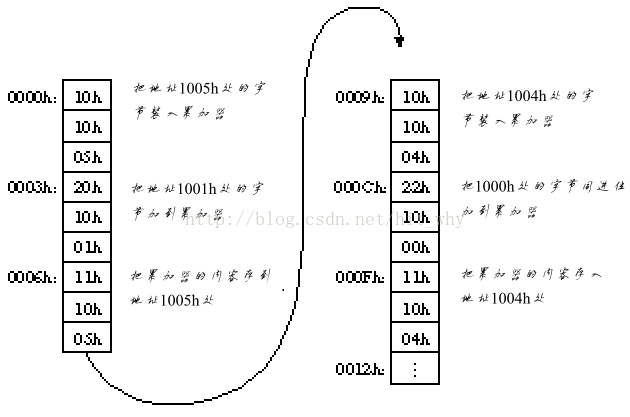 0000h: 10h 把地址1005h处的字
10h 节装入累加器
05h
0003h: 20h 把地址1001h处的字
10h 节加到累加器
01h
0006h: 11h 把累加器的内容存到
10h 地址1005h处
05h
0009h: 10h 把地址1004h处的字
10h 节装入累加器
04h
000Ch: 22h 把1000h处的字节同进位
10h 加到累加器
00h
000Fh: 11h 把累加器的内容存入
10h 地址1004h处
04h
0012h: ⋮